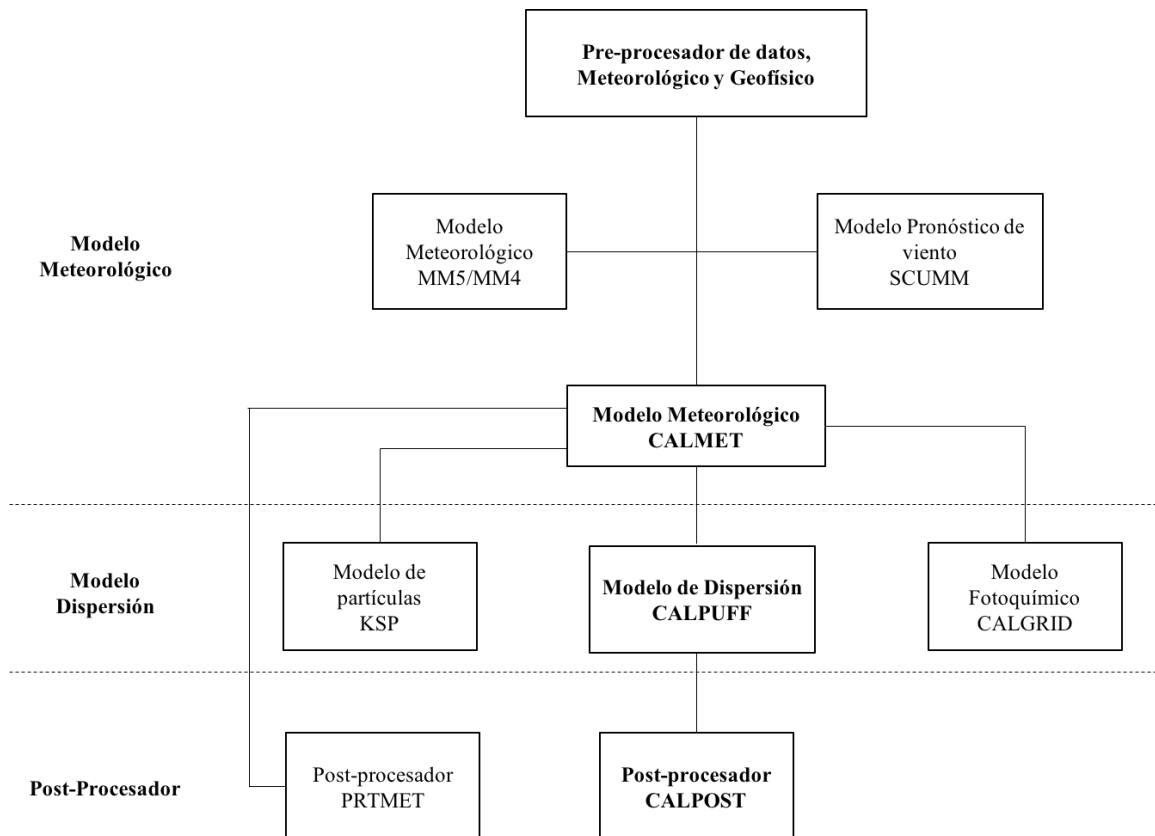 Pre-procesador de datos,
Meteorológico y Geofísico
Modelo
Meteorológico
Modelo
Meteorológico
MM5/MM4
Modelo Pronóstico de
viento
SCUMM
Modelo Meteorológico
CALMET
Modelo
Dispersión
Modelo de
partículas
KSP
Modelo de Dispersión
CALPUFF
Modelo
Fotoquímico
CALGRID
Post-Procesador
Post-procesador
PRTMET
Post-procesador
CALPOST